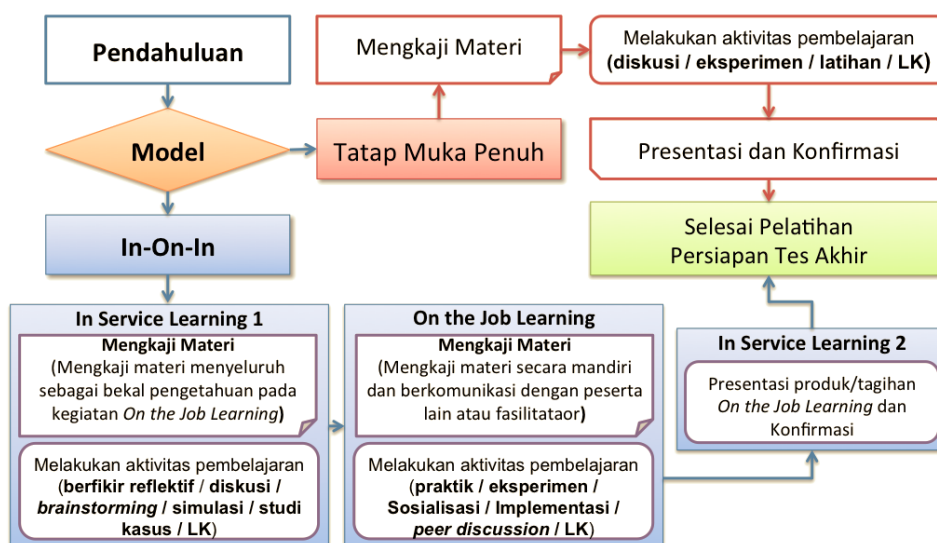 Pendahuluan
Model
Tatap Muka Penuh
Mengkaji Materi
Melakukan aktivitas pembelajaran
(diskusi / eksperimen / latihan / LK)
Presentasi dan Konfirmasi
Selesai Pelatihan
Persiapan Tes Akhir
In-On-In
In Service Learning 1
Mengkaji Materi
(Mengkaji materi menyeluruh
sebagai bekal pengetahuan pada
kegiatan On the Job Learning)
Melakukan aktivitas pembelajaran
(berfikir reflektif / diskusi /
brainstorming / simulasi / studi
kasus / LK)
On the Job Learning
Mengkaji Materi
(Mengkaji materi secara mandiri
dan berkomunikasi dengan peserta
lain atau fasilitataor)
Melakukan aktivitas pembelajaran
(praktik / eksperimen /
Sosialisasi / Implementasi /
peer discussion / LK)
In Service Learning 2
Presentasi produk/tagihan
On the Job Learning dan
Konfirmasi